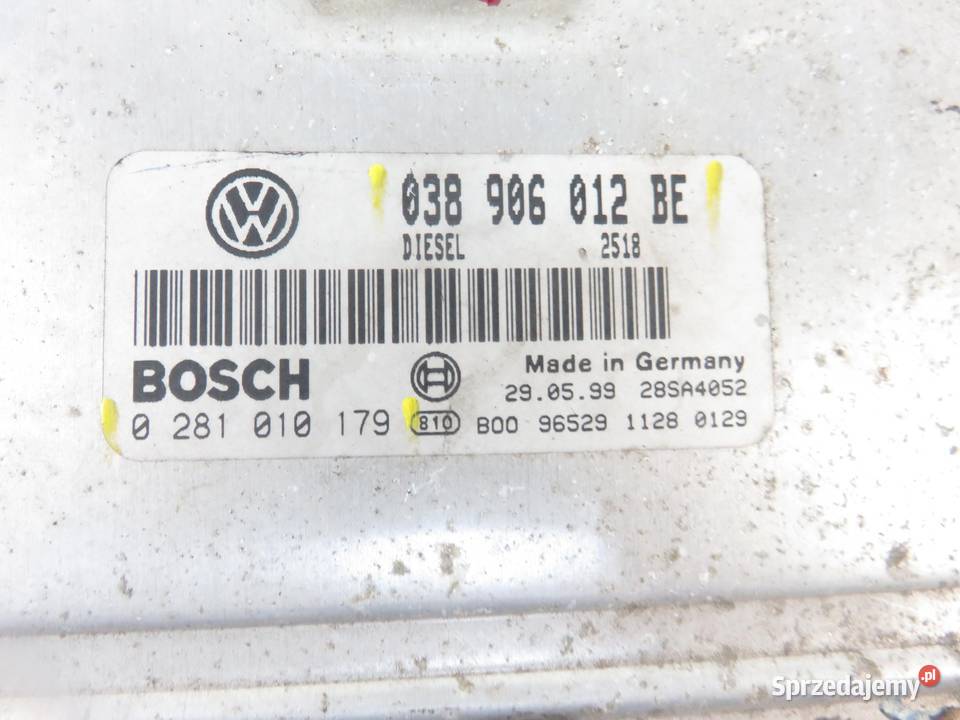 038 906 012 BE
DIESEL 2518
BOSCH
Made in Germany
29.05.99 28SA4052
0 281 010 179 810 B00 96529 1128 0129
Sprzedajemy.pl